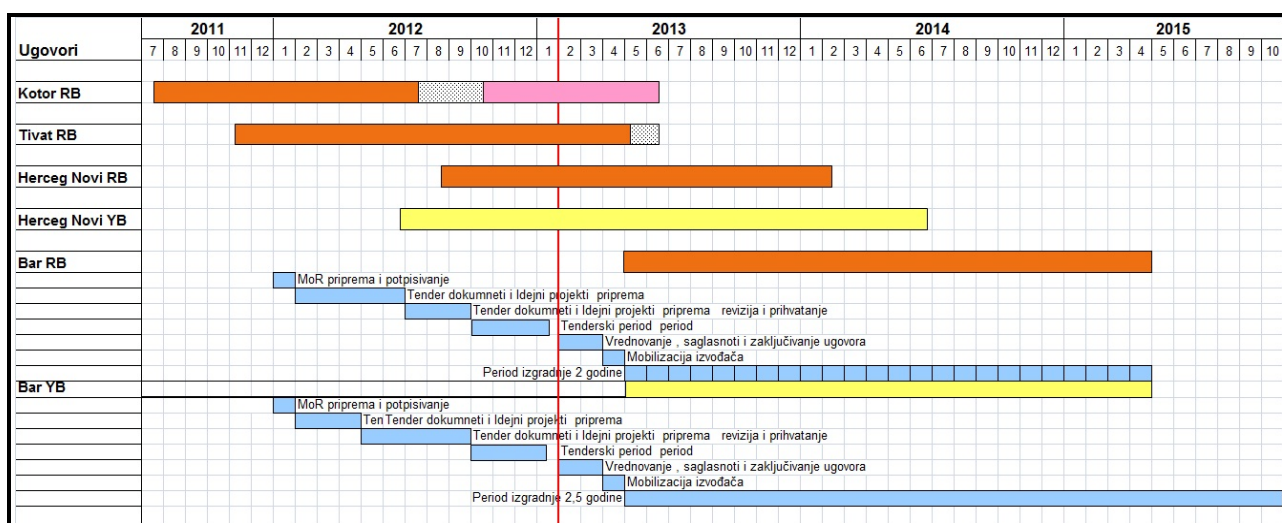 2011 2012 2013 2014 2015
Ugovori 7 8 9 10 11 12 1 2 3 4 5 6 7 8 9 10 11 12 1 2 3 4 5 6 7 8 9 10 11 12 1 2 3 4 5 6 7 8 9 10 11 12 1 2 3 4 5 6 7 8 9 10
Kotor RB
Tivat RB
Herceg Novi RB
Herceg Novi YB
Bar RB
MoR priprema i potpisivanje
Tender dokumneti i Idejni projekti priprema
Tender dokumneti i Idejni projekti priprema revizija i prihvatanje
Tenderski period period
Vrednovanje , saglasnoti i zaključivanje ugovora
Mobilizacija izvođača
Period izgradnje 2 godine
Bar YB
MoR priprema i potpisivanje
TenTender dokumneti i Idejni projekti priprema
Tender dokumneti i Idejni projekti priprema revizija i prihvatanje
Tenderski period period
Vrednovanje , saglasnoti i zaključivanje ugovora
Mobilizacija izvođača
Period izgradnje 2,5 godine